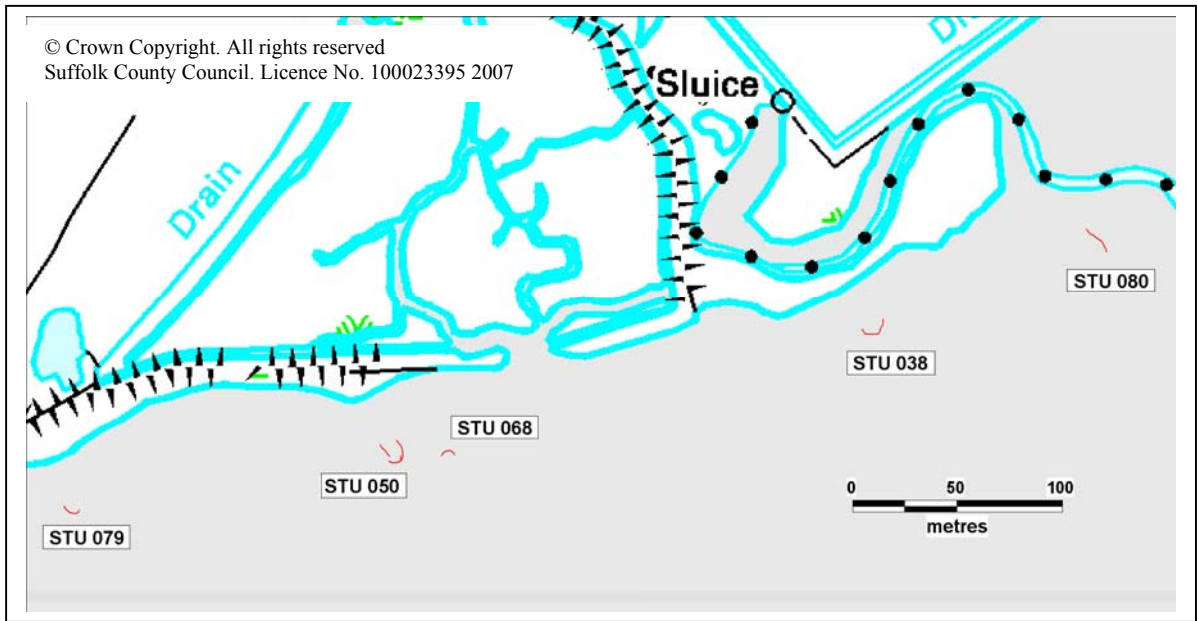 © Crown Copyright. All rights reserved
Suffolk County Council. Licence No. 100023395 2007
Sluice
Drain
STU 080
STU 038
STU 068
STU 050
STU 079
0 50 100
metres